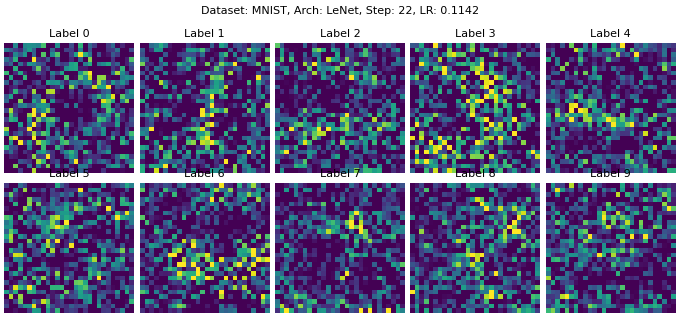 Dataset: MNIST, Arch: LeNet, Step: 22, LR: 0.1142
Label 0 Label 1 Label 2 Label 3 Label 4
Label 5 Label 6 Label 7 Label 8 Label 9